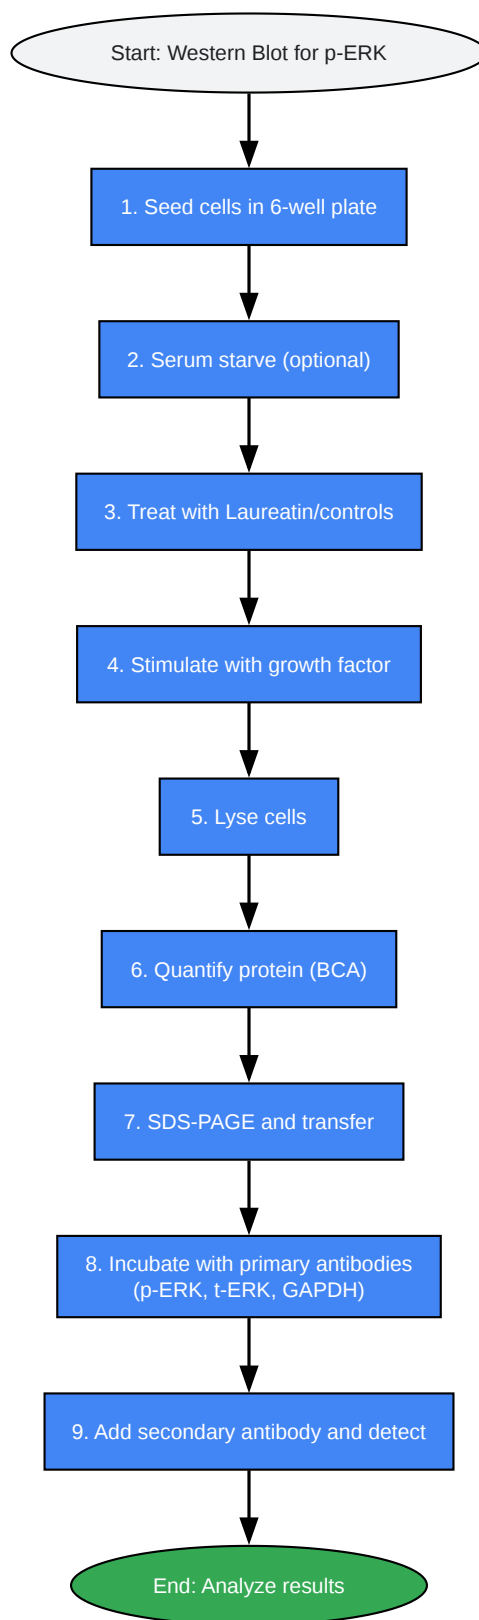 Start: Western Blot for p-ERK
1. Seed cells in 6-well plate
2. Serum starve (optional)
3. Treat with Laureatin/controls
4. Stimulate with growth factor
5. Lyse cells
6. Quantify protein (BCA)
7. SDS-PAGE and transfer
8. Incubate with primary antibodies
(p-ERK, t-ERK, GAPDH)
9. Add secondary antibody and detect
End: Analyze results